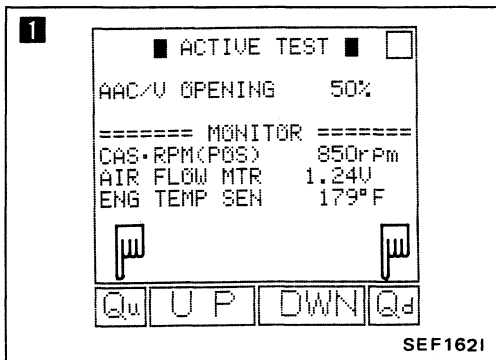 1
■ ACTIVE TEST ■
AAC/V OPENING 50%
======= MONITOR =======
CAS•RPM(POS) 850rpm
AIR FLOW MTR 1.24V
ENG TEMP SEN 179°F
Qu UP DWN Qd
SEF162I